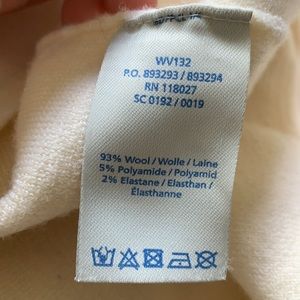 WV132
P.O. 893293 / 893294
RN 118027
SC 0192 / 0019
93% Wool / Wolle / Laine
5% Polyamide / Polyamid
2% Elastane / Elasthan /
Élasthanne